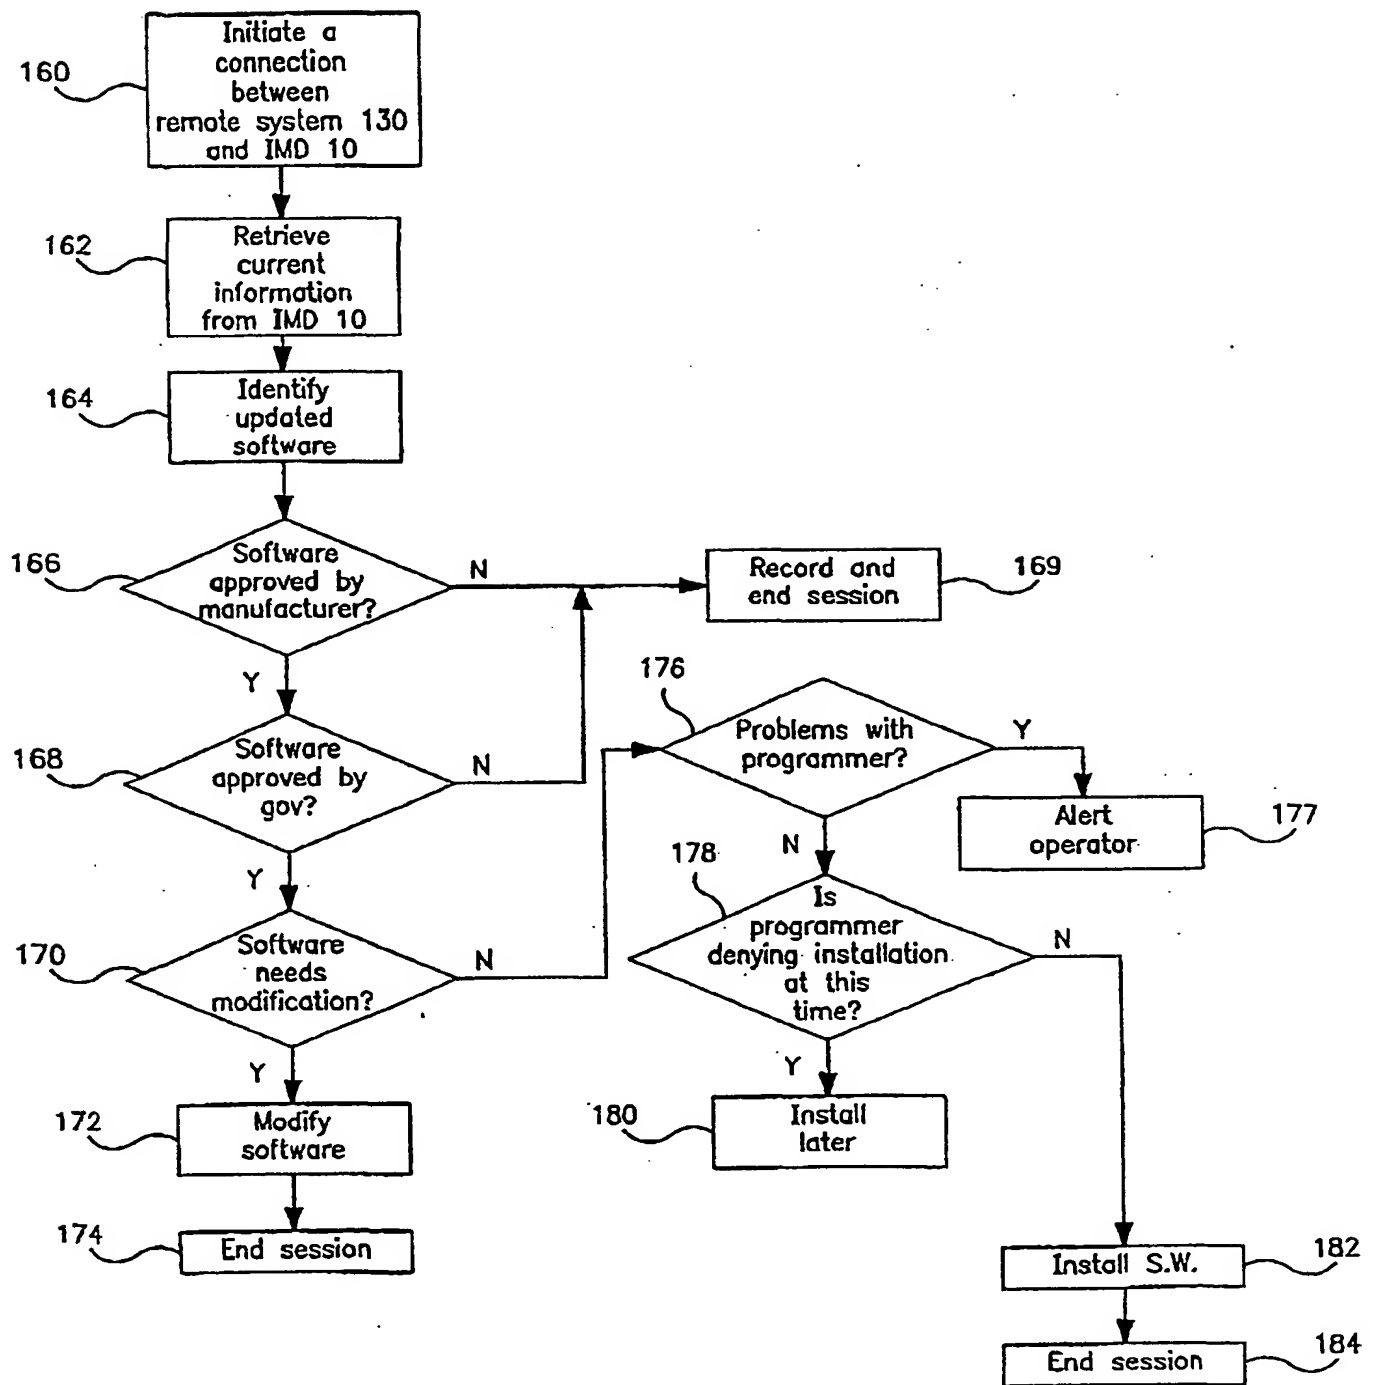 160
Initiate a
connection
between
remote system 130
and IMD 10
162
Retrieve
current
information
from IMD 10
164
Identify
updated
software
166
Software
approved by
manufacturer?
N
Record and
end session
169
Y
168
Software
approved by
gov?
N
Y
170
Software
needs
modification?
N
Y
172
Modify
software
174
End session
176
Problems with
programmer?
Y
Alert
operator
177
N
178
Is
programmer
denying installation
at this
time?
N
Y
180
Install
later
Install S.W.
182
End session
184